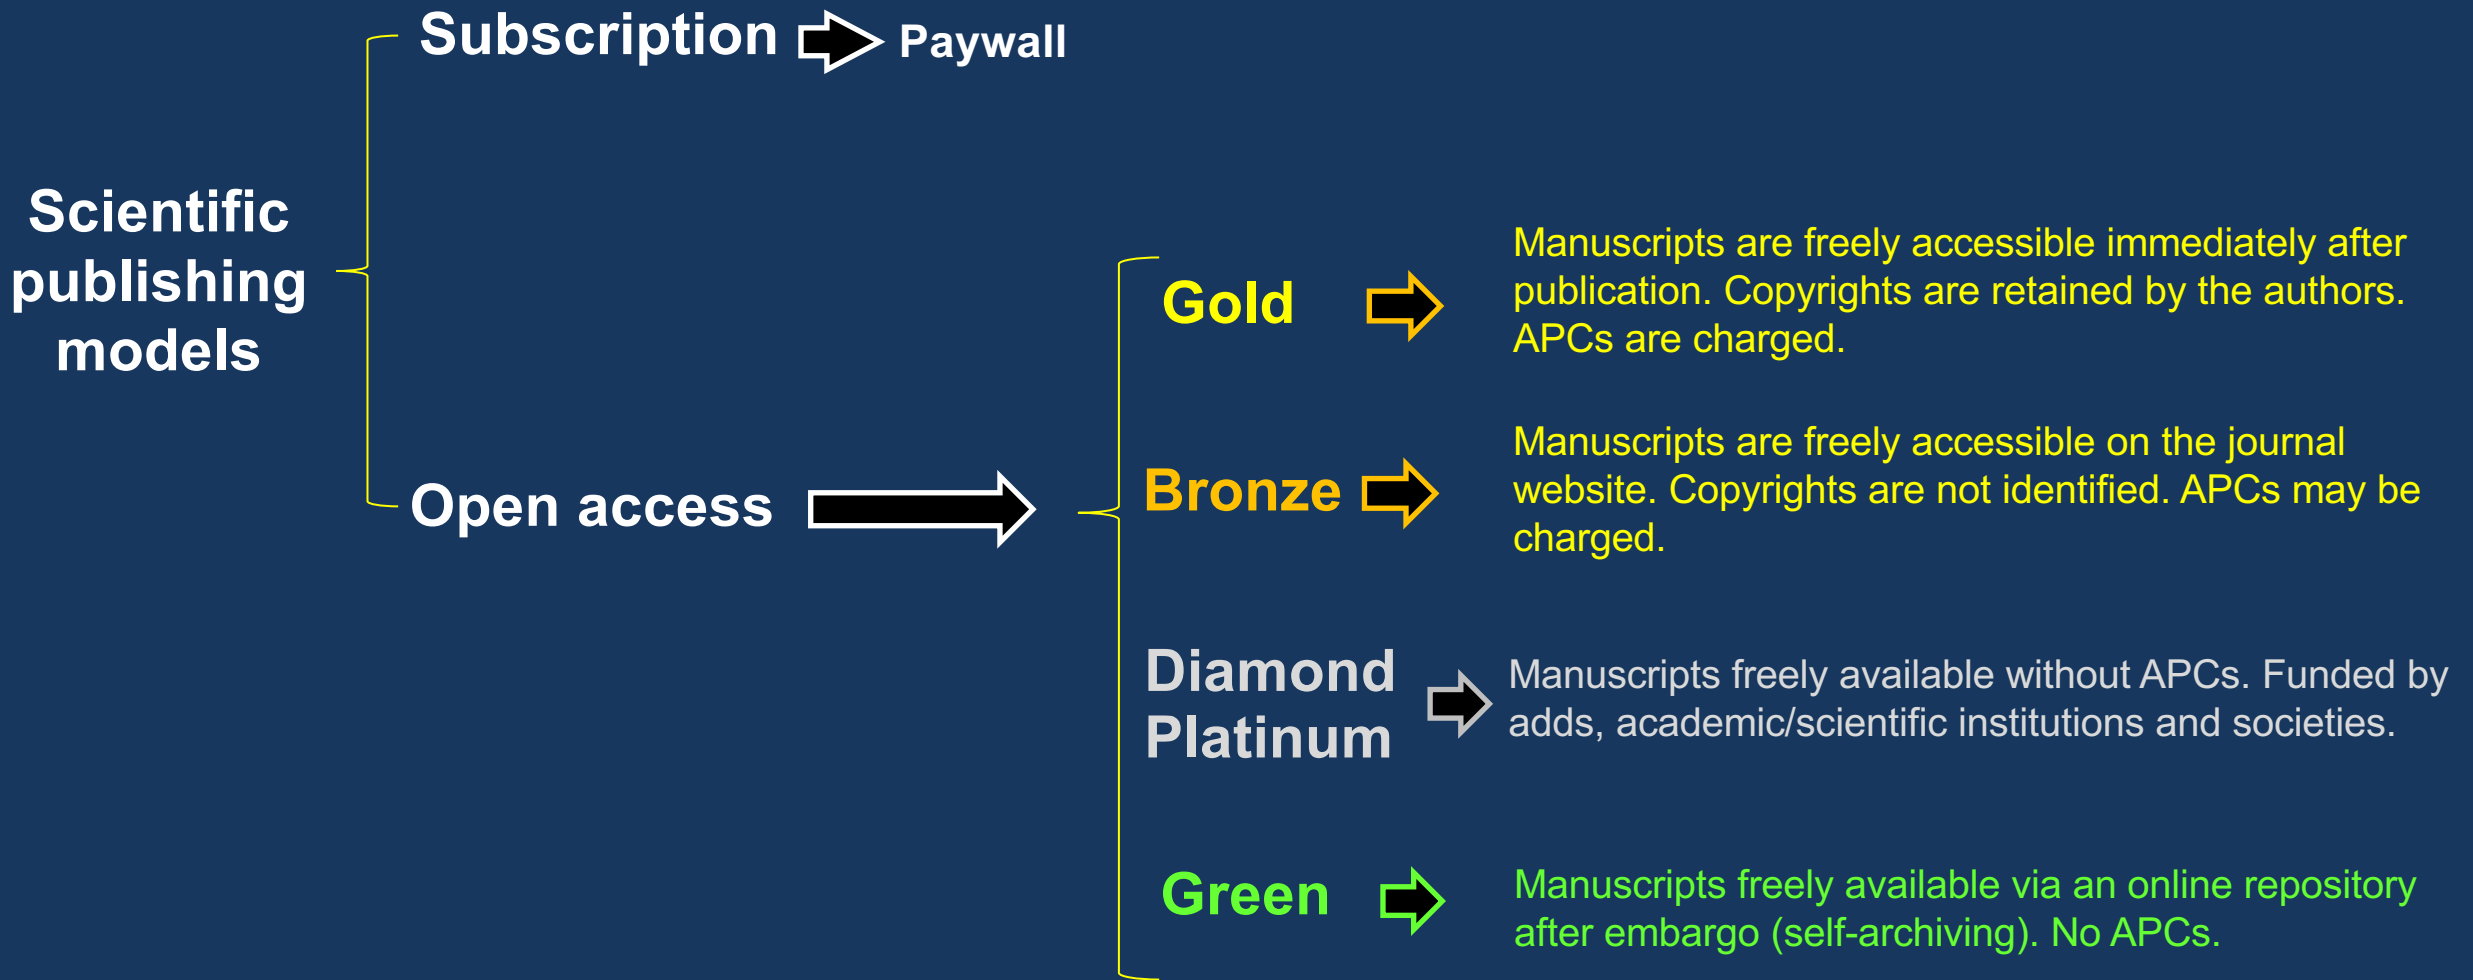 Subscription
Paywall
Scientific
publishing
models
Open access
Gold
Manuscripts are freely accessible immediately after
publication. Copyrights are retained by the authors.
APCs are charged.
Bronze
Manuscripts are freely accessible on the journal
website. Copyrights are not identified. APCs may be
charged.
Diamond
Platinum
Manuscripts freely available without APCs. Funded by
adds, academic/scientific institutions and societies.
Green
Manuscripts freely available via an online repository
after embargo (self-archiving). No APCs.